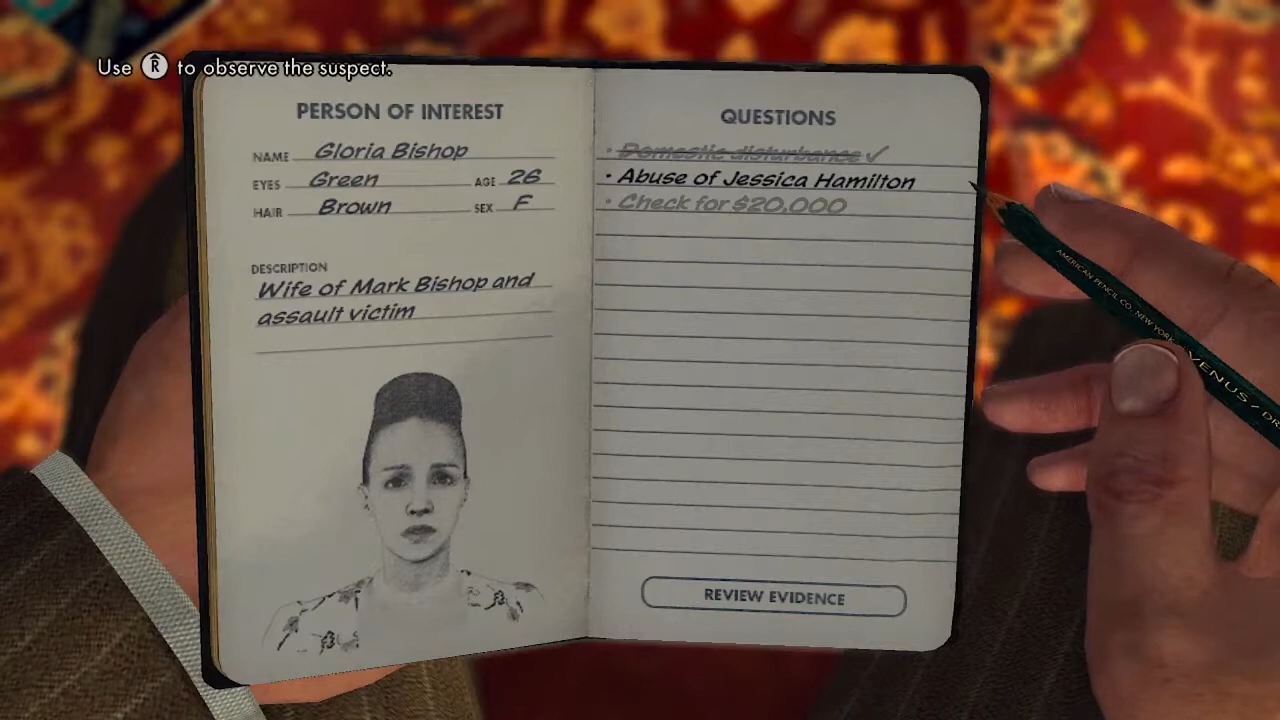 Use R to observe the suspect.
PERSON OF INTEREST
NAME Gloria Bishop
EYES Green AGE 26
HAIR Brown SEX F
DESCRIPTION
Wife of Mark Bishop and
assault victim
QUESTIONS
· Domestic disturbance ✓
· Abuse of Jessica Hamilton
· Check for $20,000
REVIEW EVIDENCE
AMERICAN PENCIL CO. NEW YORK VENUS / DR